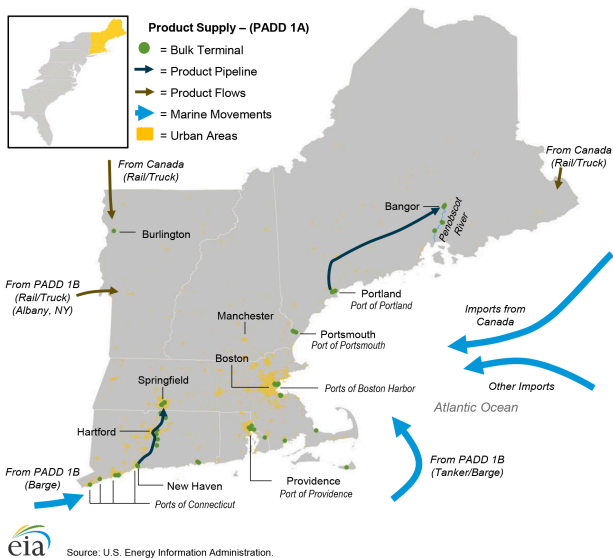 Product Supply – (PADD 1A)
= Bulk Terminal
= Product Pipeline
= Product Flows
= Marine Movements
= Urban Areas
From Canada
(Rail/Truck)
From Canada
(Rail/Truck)
Bangor
Penobscot
River
Burlington
From PADD 1B
(Rail/Truck)
(Albany, NY)
Portland
Port of Portland
Imports from
Canada
Manchester
Portsmouth
Port of Portsmouth
Boston
Springfield
Ports of Boston Harbor
Other Imports
Atlantic Ocean
Hartford
From PADD 1B
(Tanker/Barge)
From PADD 1B
(Barge)
New Haven
Providence
Port of Providence
Ports of Connecticut
eia
Source: U.S. Energy Information Administration.